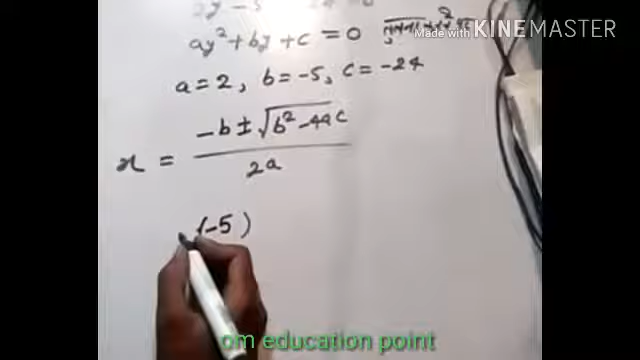 Made with KINEMASTER
ay² + by + c = 0
a = 2, b = -5, c = -24
x = -b ± √b² - 4ac / 2a
(-5)
om education point